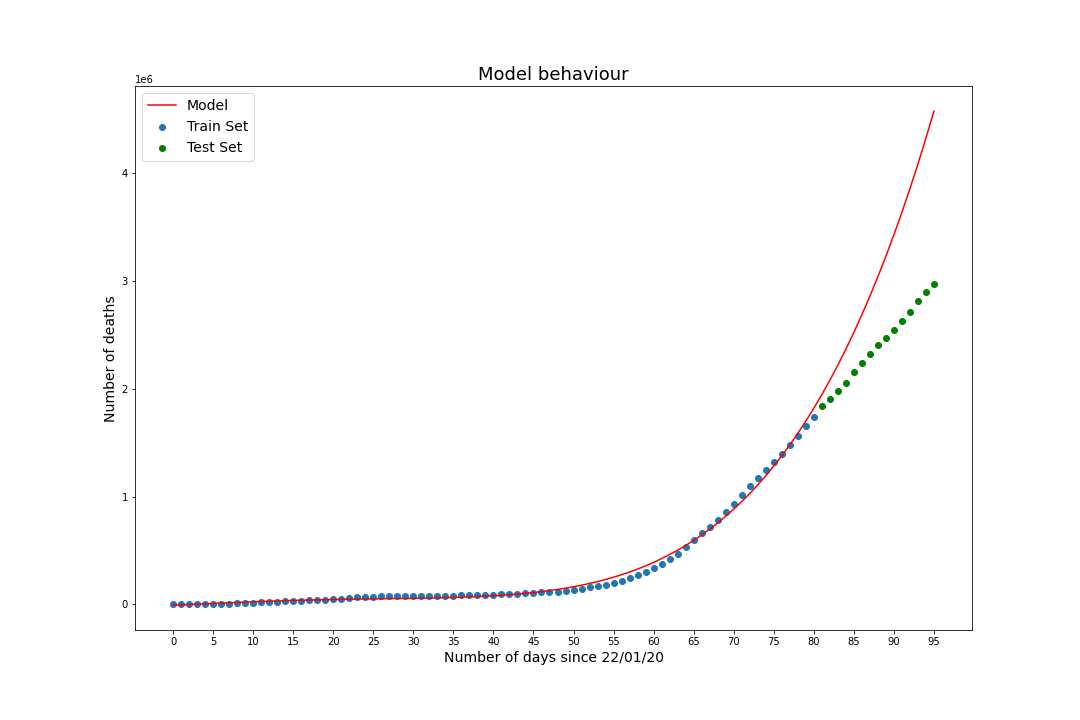 Model behaviour
1e6
Model
Train Set
Test Set
4
3
2
1
0
Number of deaths
0 5 10 15 20 25 30 35 40 45 50 55 60 65 70 75 80 85 90 95
Number of days since 22/01/20